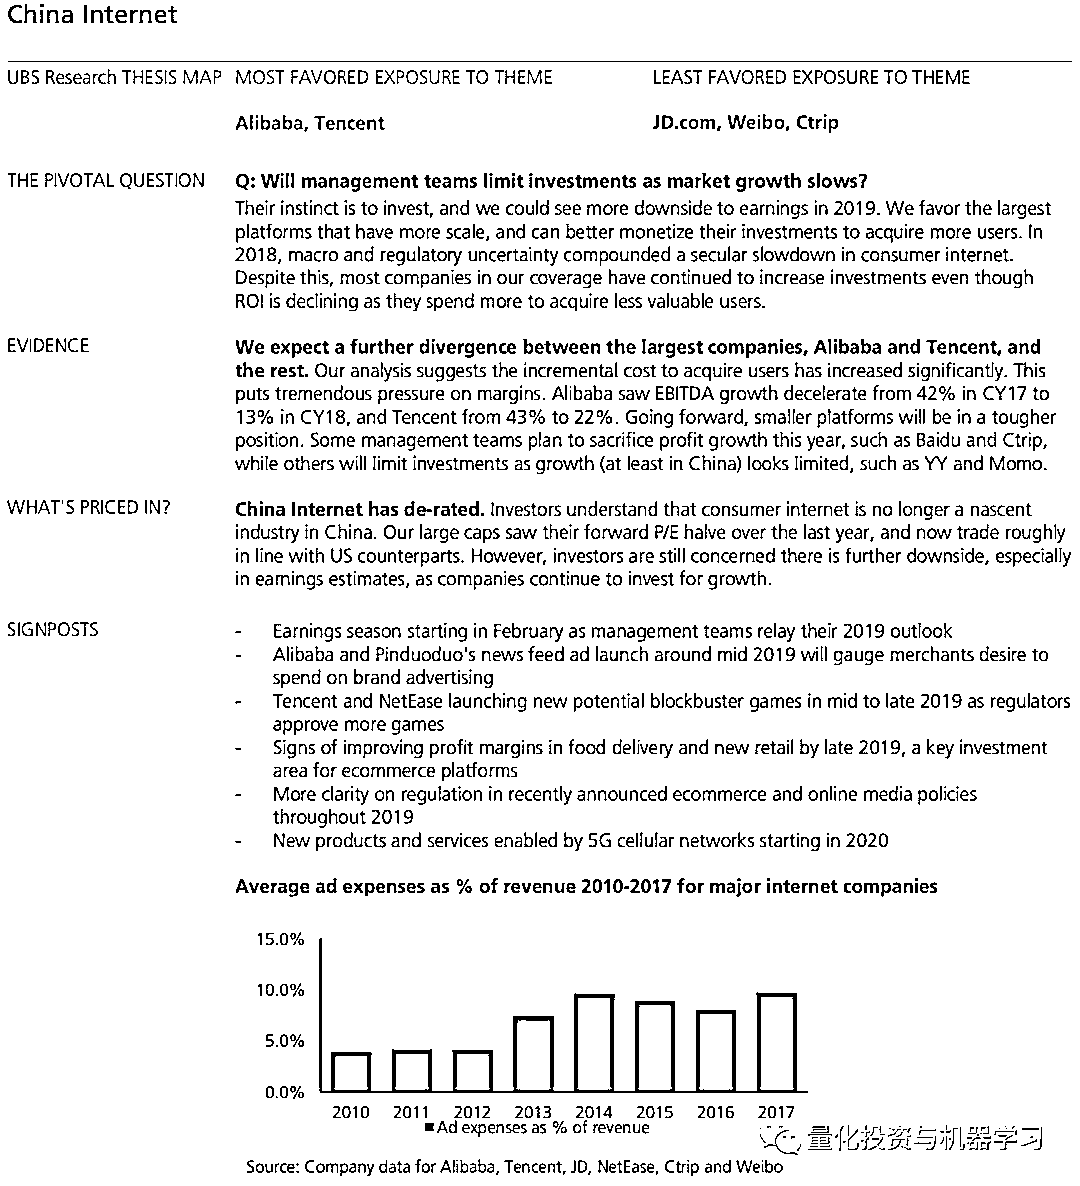 China Internet
UBS Research THESIS MAP MOST FAVORED EXPOSURE TO THEME LEAST FAVORED EXPOSURE TO THEME
Alibaba, Tencent JD.com, Weibo, Ctrip
THE PIVOTAL QUESTION Q: Will management teams limit investments as market growth slows?
Their instinct is to invest, and we could see more downside to earnings in 2019. We favor the largest
platforms that have more scale, and can better monetize their investments to acquire more users. In
2018, macro and regulatory uncertainty compounded a secular slowdown in consumer internet.
Despite this, most companies in our coverage have continued to increase investments even though
ROI is declining as they spend more to acquire less valuable users.
EVIDENCE We expect a further divergence between the largest companies, Alibaba and Tencent, and
the rest. Our analysis suggests the incremental cost to acquire users has increased significantly. This
puts tremendous pressure on margins. Alibaba saw EBITDA growth decelerate from 42% in CY17 to
13% in CY18, and Tencent from 43% to 22%. Going forward, smaller platforms will be in a tougher
position. Some management teams plan to sacrifice profit growth this year, such as Baidu and Ctrip,
while others will limit investments as growth (at least in China) looks limited, such as YY and Momo.
WHAT'S PRICED IN? China Internet has de-rated. Investors understand that consumer internet is no longer a nascent
industry in China. Our large caps saw their forward P/E halve over the last year, and now trade roughly
in line with US counterparts. However, investors are still concerned there is further downside, especially
in earnings estimates, as companies continue to invest for growth.
SIGNPOSTS - Earnings season starting in February as management teams relay their 2019 outlook
- Alibaba and Pinduoduo's news feed ad launch around mid 2019 will gauge merchants desire to
spend on brand advertising
- Tencent and NetEase launching new potential blockbuster games in mid to late 2019 as regulators
approve more games
- Signs of improving profit margins in food delivery and new retail by late 2019, a key investment
area for ecommerce platforms
- More clarity on regulation in recently announced ecommerce and online media policies
throughout 2019
- New products and services enabled by 5G cellular networks starting in 2020
Average ad expenses as % of revenue 2010-2017 for major internet companies
15.0%
10.0%
5.0%
0.0%
2010 2011 2012 2013 2014 2015 2016 2017
Ad expenses as % of revenue
量化投资与机器学习
Source: Company data for Alibaba, Tencent, JD, NetEase, Ctrip and Weibo